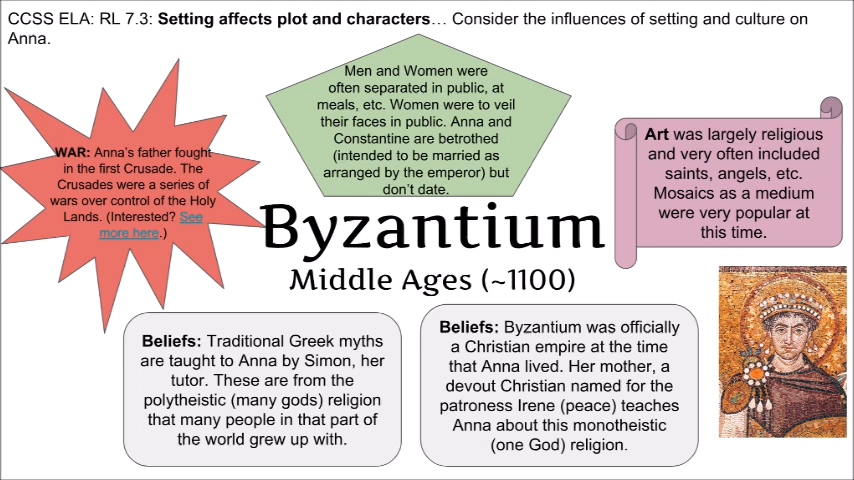 CCSS ELA: RL 7.3: Setting affects plot and characters… Consider the influences of setting and culture on
Anna.
Men and Women were
often separated in public, at
meals, etc. Women were to veil
their faces in public. Anna and
Constantine are betrothed
(intended to be married as
arranged by the emperor) but
don't date.
WAR: Anna's father fought
in the first Crusade. The
Crusades were a series of
wars over control of the Holy
Lands. (Interested? See
more here.)
Art was largely religious
and very often included
saints, angels, etc.
Mosaics as a medium
were very popular at
this time.
Byzantium
Middle Ages (~1100)
Beliefs: Traditional Greek myths
are taught to Anna by Simon, her
tutor. These are from the
polytheistic (many gods) religion
that many people in that part of
the world grew up with.
Beliefs: Byzantium was officially
a Christian empire at the time
that Anna lived. Her mother, a
devout Christian named for the
patroness Irene (peace) teaches
Anna about this monotheistic
(one God) religion.